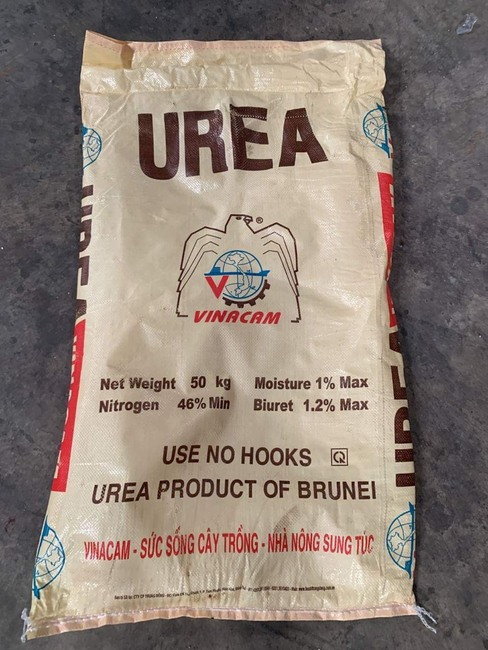 UREA
®
V
VINACAM
Net Weight 50 kg Moisture 1% Max
Nitrogen 46% Min Biuret 1.2% Max
USE NO HOOKS Q
UREA PRODUCT OF BRUNEI
VINACAM - SỨC SỐNG CÂY TRỒNG - NHÀ NÔNG SUNG TÚC